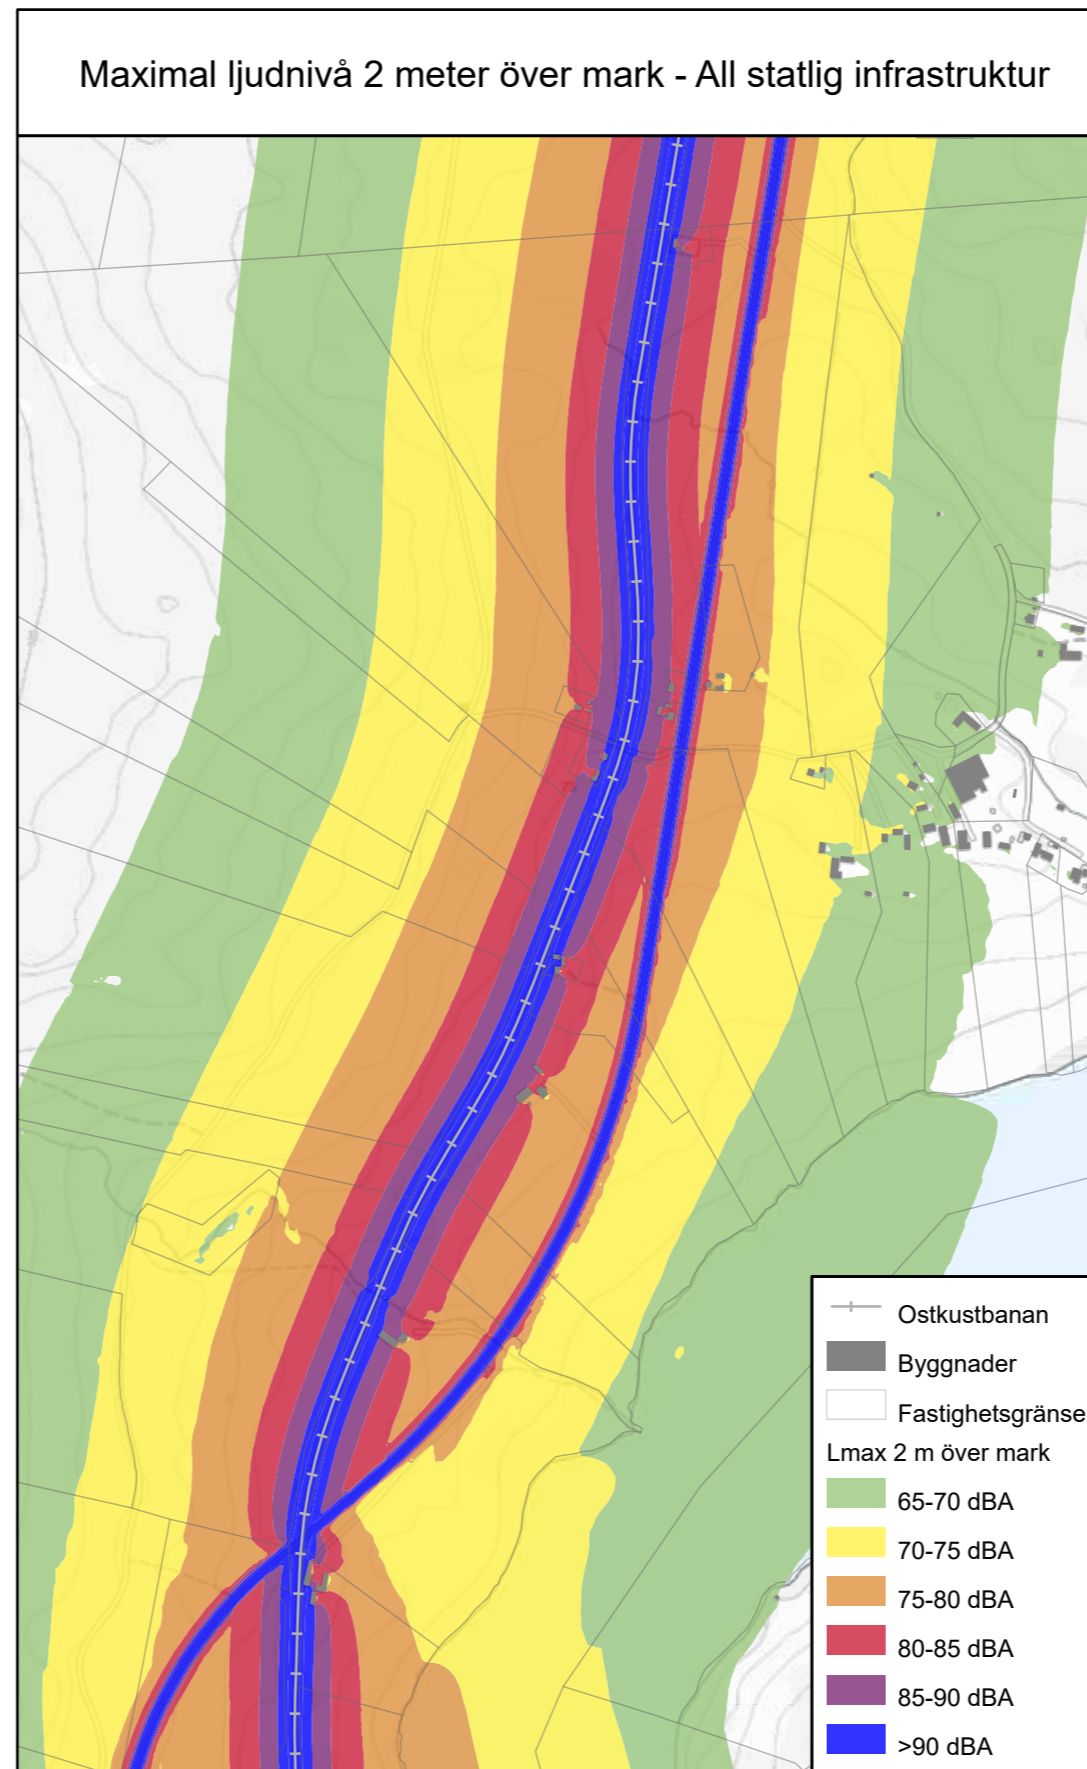 Maximal ljudnivå 2 meter över mark - All statlig infrastruktur
Ostkustbanan
Byggnader
Fastighetsgränse
Lmax 2 m över mark
65-70 dBA
70-75 dBA
75-80 dBA
80-85 dBA
85-90 dBA
>90 dBA